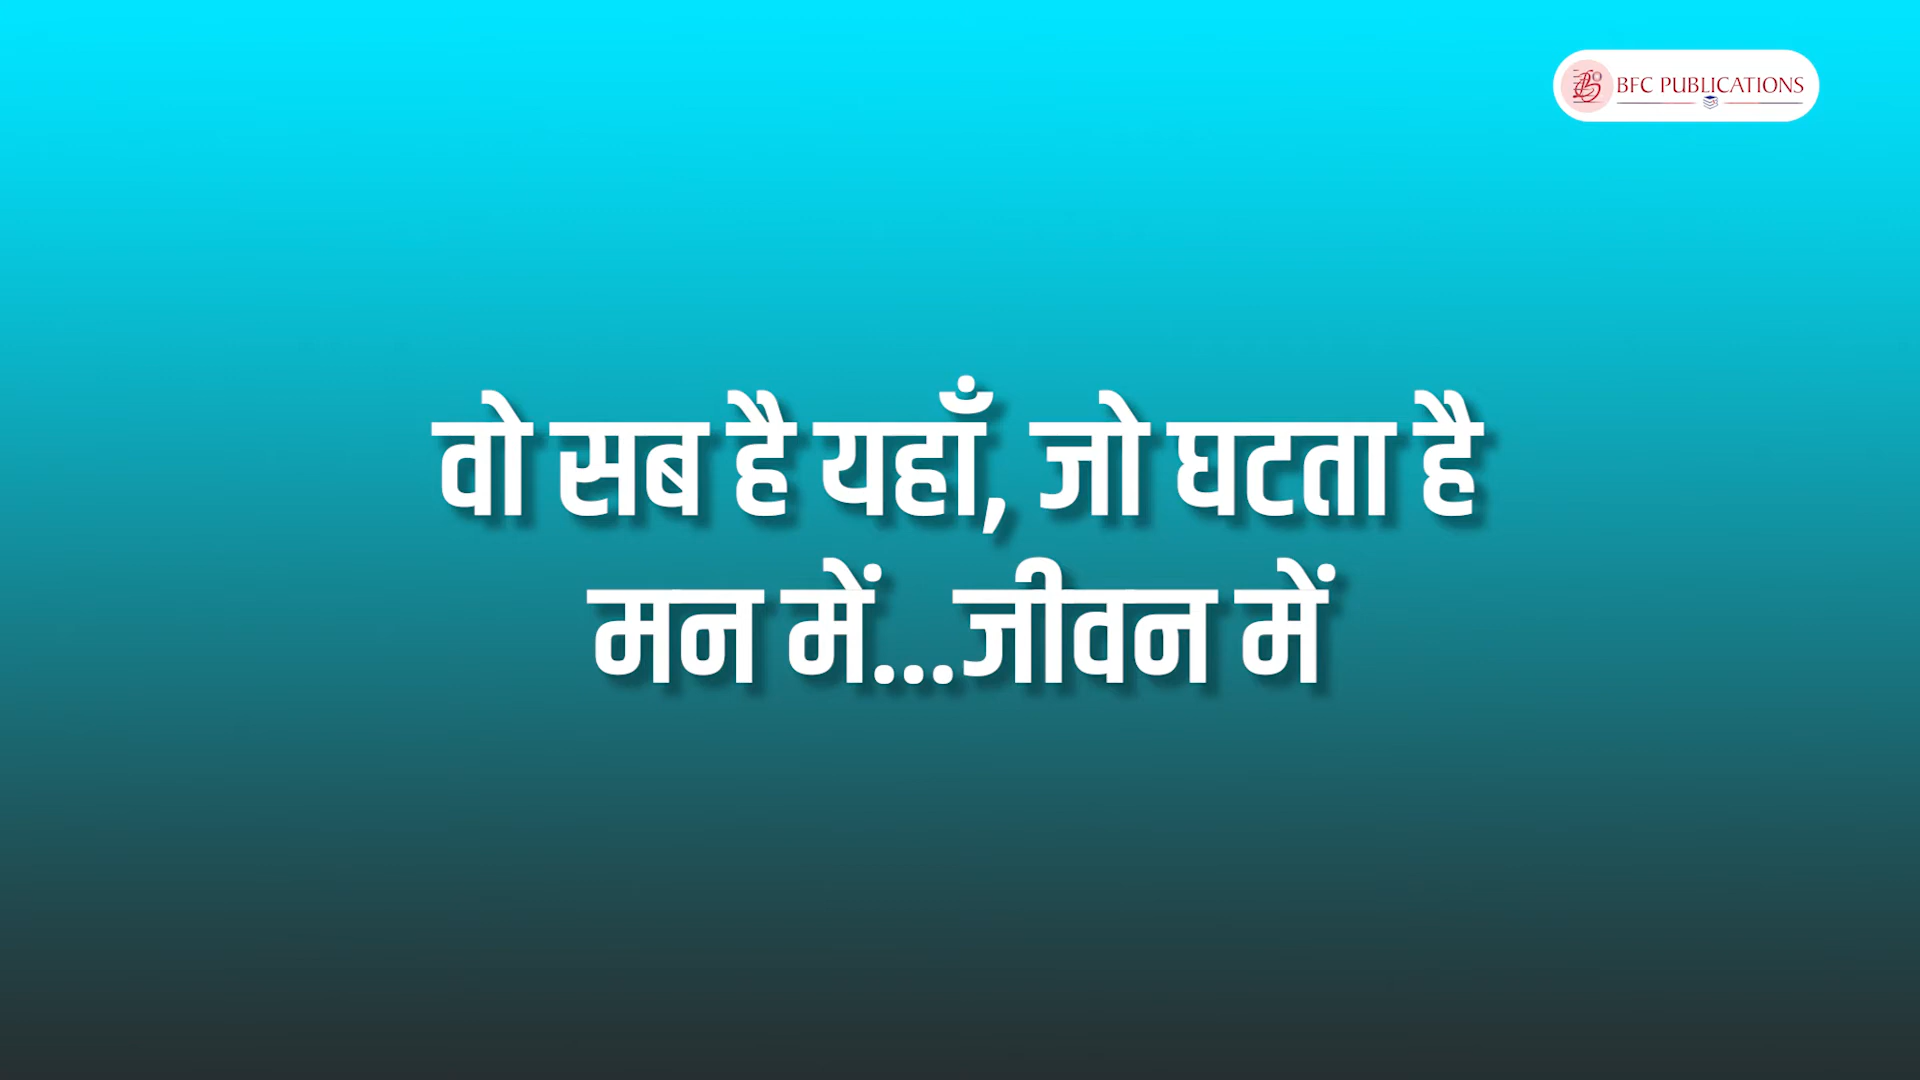 BFC PUBLICATIONS
वो सब है यहाँ, जो घटता है
मन में...जीवन में